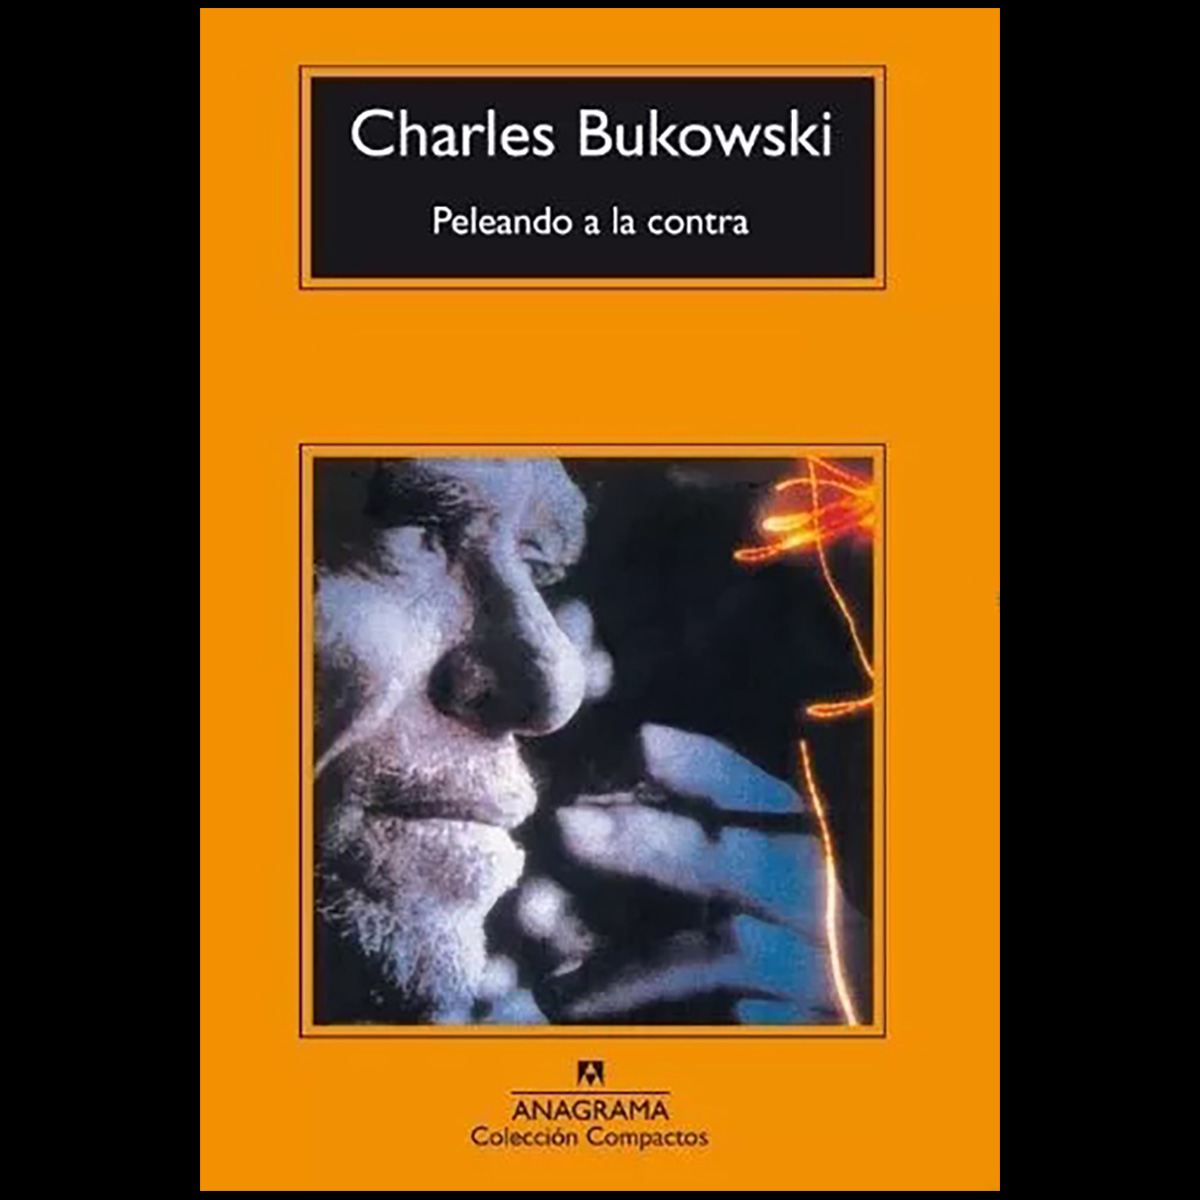 Charles Bukowski
Peleando a la contra
ANAGRAMA
Colección Compactos